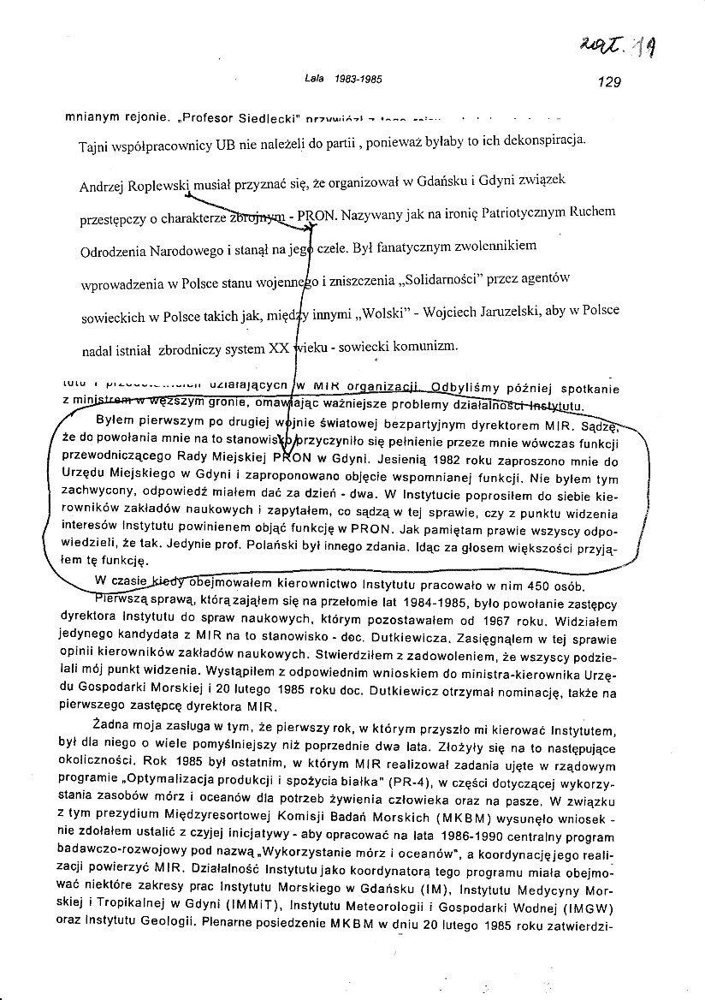 zał. 19
Lala 1983-1985
129
mnianym rejonie. „Profesor Siedlecki"
Tajni współpracownicy UB nie należeli do partii , ponieważ byłaby to ich dekonspiracja.
Andrzej Roplewski musiał przyznać się, że organizował w Gdańsku i Gdyni związek
przestępczy o charakterze zbrojnym - PRON. Nazywany jak na ironię Patriotycznym Ruchem
Odrodzenia Narodowego i stanął na jego czele. Był fanatycznym zwolennikiem
wprowadzenia w Polsce stanu wojennego i zniszczenia „Solidarności” przez agentów
sowieckich w Polsce takich jak, między innymi „Wolski” - Wojciech Jaruzelski, aby w Polsce
nadal istniał zbrodniczy system XX wieku - sowiecki komunizm.
działających w MIR organizacji. Odbyliśmy później spotkanie
z ministrem w węższym gronie, omawiając ważniejsze problemy działalności Instytutu.
Byłem pierwszym po drugiej wojnie światowej bezpartyjnym dyrektorem MIR. Sądzę,
że do powołania mnie na to stanowisko przyczyniło się pełnienie przeze mnie wówczas funkcji
przewodniczącego Rady Miejskiej PRON w Gdyni. Jesienią 1982 roku zaproszono mnie do
Urzędu Miejskiego w Gdyni i zaproponowano objęcie wspomnianej funkcji. Nie byłem tym
zachwycony, odpowiedź miałem dać za dzień - dwa. W Instytucie poprosiłem do siebie kie-
rowników zakładów naukowych i zapytałem, co sądzą w tej sprawie, czy z punktu widzenia
interesów Instytutu powinienem objąć funkcję w PRON. Jak pamiętam prawie wszyscy odpo-
wiedzieli, że tak. Jedynie prof. Polański był innego zdania. Idąc za głosem większości przyją-
łem tę funkcję.
W czasie kiedy obejmowałem kierownictwo Instytutu pracowało w nim 450 osób.
Pierwszą sprawą, którą zająłem się na przełomie lat 1984-1985, było powołanie zastępcy
dyrektora Instytutu do spraw naukowych, którym pozostawałem od 1967 roku. Widziałem
jedynego kandydata z MIR na to stanowisko - doc. Dutkiewicza. Zasięgnąłem w tej sprawie
opinii kierowników zakładów naukowych. Stwierdziłem z zadowoleniem, że wszyscy podzie-
lali mój punkt widzenia. Wystąpiłem z odpowiednim wnioskiem do ministra-kierownika Urzę-
du Gospodarki Morskiej i 20 lutego 1985 roku doc. Dutkiewicz otrzymał nominację, także na
pierwszego zastępcę dyrektora MIR.
Żadna moja zasługa w tym, że pierwszy rok, w którym przyszło mi kierować Instytutem,
był dla niego o wiele pomyślniejszy niż poprzednie dwa lata. Złożyły się na to następujące
okoliczności. Rok 1985 był ostatnim, w którym MIR realizował zadania ujęte w rządowym
programie „Optymalizacja produkcji i spożycia białka" (PR-4), w części dotyczącej wykorzy-
stania zasobów mórz i oceanów dla potrzeb żywienia człowieka oraz na pasze. W związku
z tym prezydium Międzyresortowej Komisji Badań Morskich (MKBM) wysunęło wniosek -
nie zdołałem ustalić z czyjej inicjatywy - aby opracować na lata 1986-1990 centralny program
badawczo-rozwojowy pod nazwą „Wykorzystanie mórz i oceanów", a koordynację jego reali-
zacji powierzyć MIR. Działalność Instytutu jako koordynatora tego programu miała obejmo-
wać niektóre zakresy prac Instytutu Morskiego w Gdańsku (IM), Instytutu Medycyny Mor-
skiej i Tropikalnej w Gdyni (IMMiT), Instytutu Meteorologii i Gospodarki Wodnej (IMGW)
oraz Instytutu Geologii. Plenarne posiedzenie MKBM w dniu 20 lutego 1985 roku zatwierdzi-